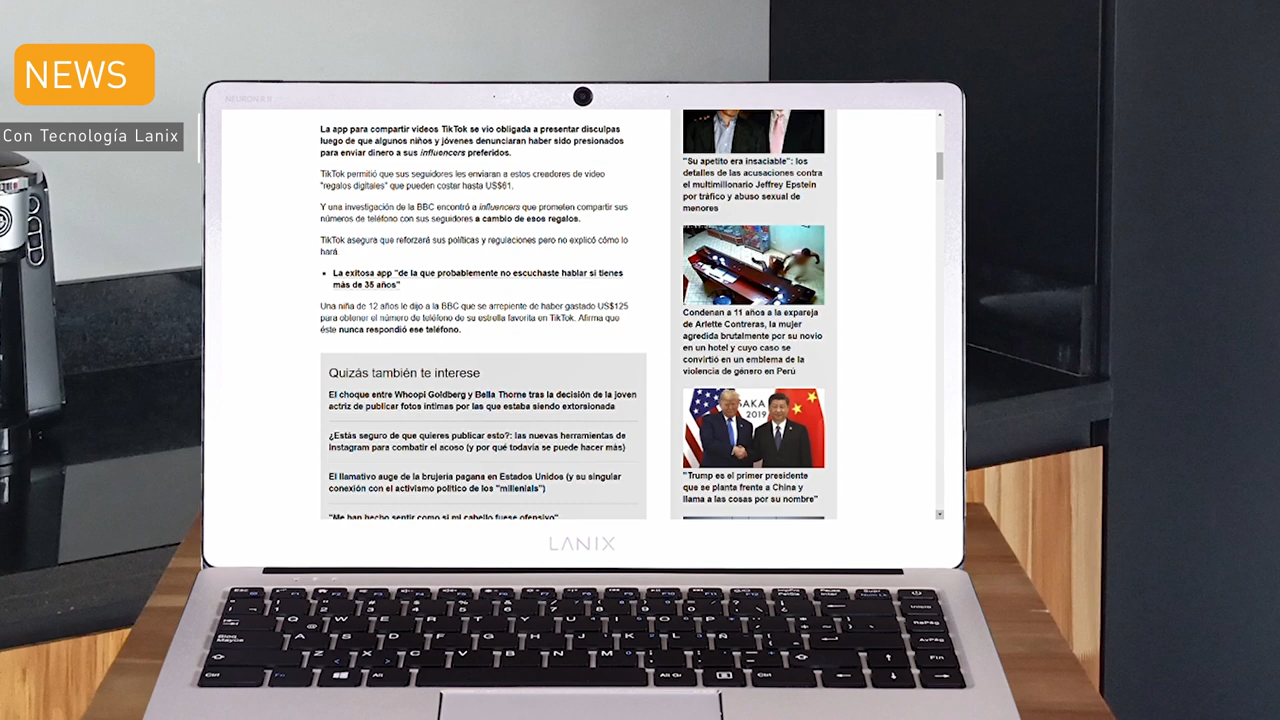 NEWS
Con Tecnología Lanix
La app para compartir videos TikTok se vio obligada a presentar disculpas
luego de que algunos niños y jóvenes denunciaran haber sido presionados
para enviar dinero a sus influencers preferidos.
TikTok permitió que sus seguidores les enviaran a estos creadores de video
"regalos digitales" que pueden costar hasta US$61.
Y una investigación de la BBC encontró a influencers que prometen compartir sus
números de teléfono con sus seguidores a cambio de esos regalos.
TikTok asegura que reforzará sus políticas y regulaciones pero no explicó cómo lo
hará.
La exitosa app "de la que probablemente no escuchaste hablar si tienes
más de 35 años"
Una niña de 12 años le dijo a la BBC que se arrepiente de haber gastado US$125
para obtener el número de teléfono de su estrella favorita en TikTok. Afirma que
éste nunca respondió ese teléfono.
Quizás también te interese
El choque entre Whoopi Goldberg y Bella Thorne tras la decisión de la joven
actriz de publicar fotos íntimas por las que estaba siendo extorsionada
¿Estás seguro de que quieres publicar esto?: las nuevas herramientas de
Instagram para combatir el acoso (y por qué todavía se puede hacer más)
El llamativo auge de la brujería pagana en Estados Unidos (y su singular
conexión con el activismo político de los "millenials")
"Me han hecho sentir como si mi cabello fuese ofensivo"
"Su apetito era insaciable": los
detalles de las acusaciones contra
el multimillonario Jeffrey Epstein
por tráfico y abuso sexual de
menores
Condenan a 11 años a la expareja
de Arlette Contreras, la mujer
agredida brutalmente por su novio
en un hotel y cuyo caso se
convirtió en un emblema de la
violencia de género en Perú
SAKA
2019
"Trump es el primer presidente
que se planta frente a China y
llama a las cosas por su nombre"
LANIX
Q W E R T Y U I O P
Bloq Mayús A S D F G H J K L Ñ
Z X C V B N M
Ctrl Fn Alt Alt Gr Ctrl
Inicio
RePág
AvPág
Fin